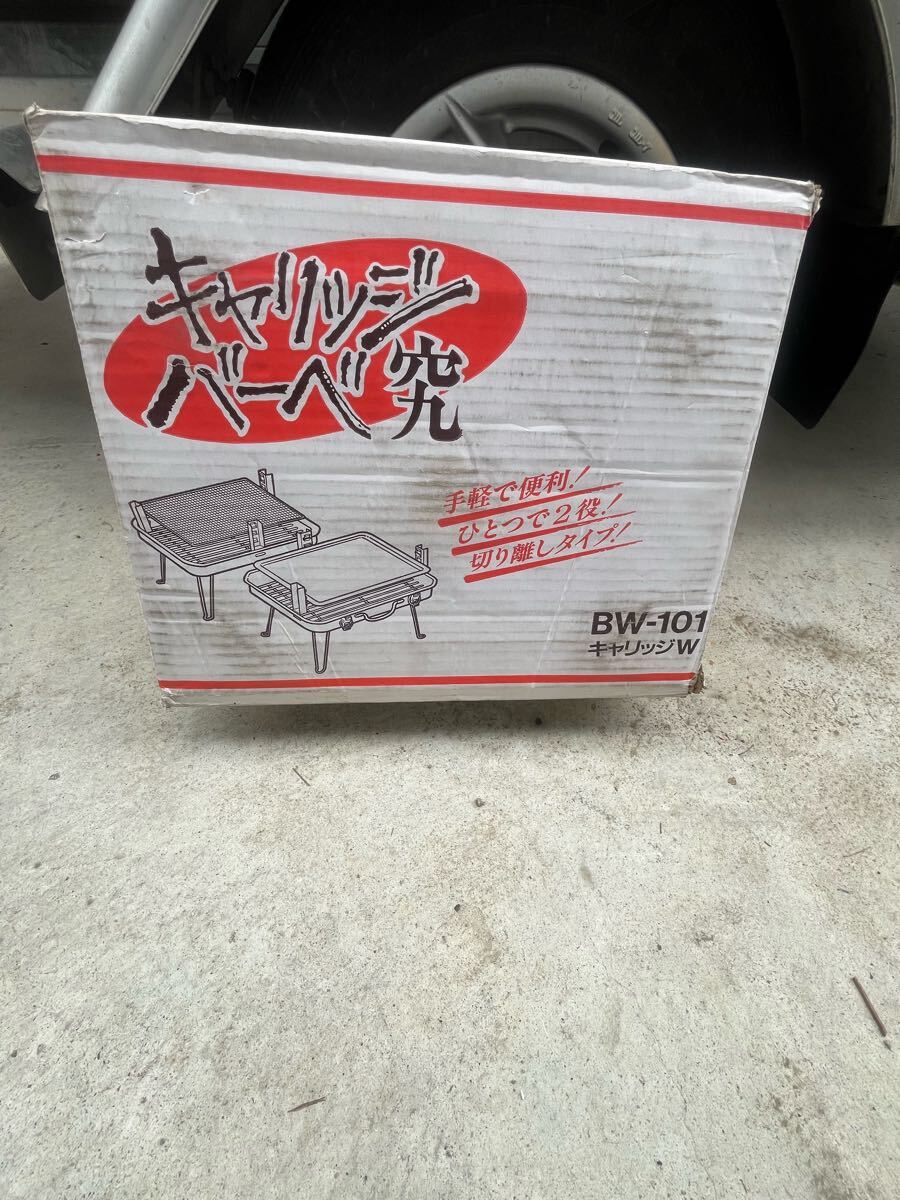 キャリッジ
バーベ究
手軽で便利!
ひとつで2役!
切り離しタイプ!
BW-101
キャリッジW